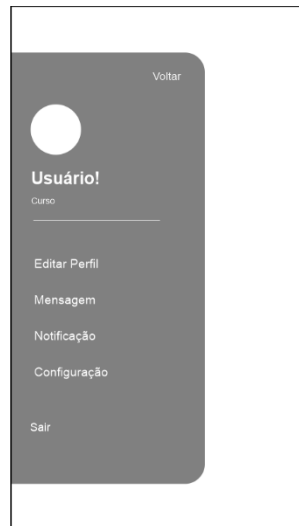 Voltar
Usuário!
Curso
Editar Perfil
Mensagem
Notificação
Configuração
Sair